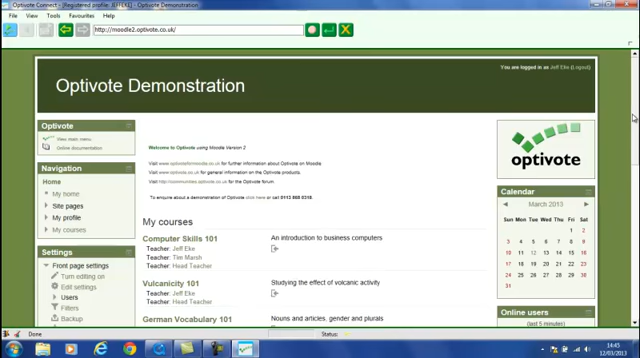 Optivote Connect - [Registered profile: JEFFEKE] - Optivote Demonstration
File View Tools Favourites Help
http://moodle2.optivote.co.uk/
You are logged in as Jeff Eke (Logout)
Optivote Demonstration
Optivote
View main menu
Online documentation
Navigation
Home
My home
Site pages
My profile
My courses
Settings
Front page settings
Turn editing on
Edit settings
Users
Filters
Backup
Welcome to Optivote using Moodle Version 2
Visit www.optivoteformoodle.co.uk for further information about Optivote on Moodle
Visit www.optivote.co.uk for general information on the Optivote products.
Visit http://communities.optivote.co.uk for the Optivote forum.
To enquire about a demonstration of Optivote click here or call
My courses
Computer Skills 101
An introduction to business computers
Teacher: Jeff Eke
Teacher: Tim Marsh
Teacher: Head Teacher
Vulcanicity 101
Studying the effect of volcanic activity
Teacher: Jeff Eke
Teacher: Head Teacher
German Vocabulary 101
Nouns and articles, gender and plurals
Teacher: Jeff Eke
Teacher: Head Teacher
optivote
Calendar
March 2013
Sun Mon Tue Wed Thu Fri Sat
1 2
3 4 5 6 7 8 9
10 11 12 13 14 15 16
17 18 19 20 21 22 23
24 25 26 27 28 29 30
31
Online users
(last 5 minutes)
Done
Status:
14:45
12/03/2013